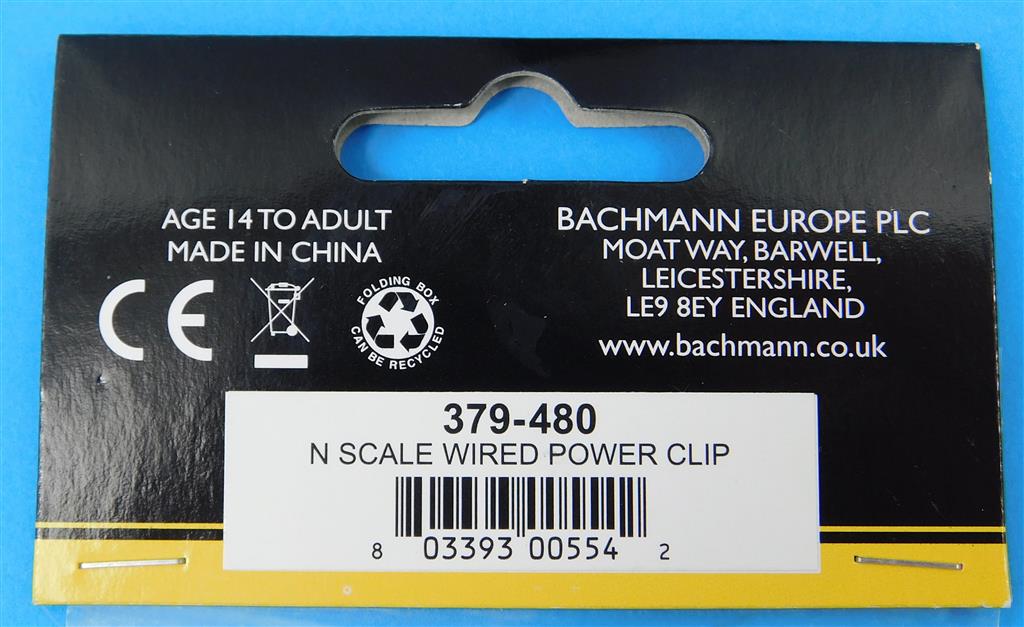 AGE 14 TO ADULT
MADE IN CHINA
CE
FOLDING BOX
CAN BE RECYCLED
BACHMANN EUROPE PLC
MOAT WAY, BARWELL,
LEICESTERSHIRE,
LE9 8EY ENGLAND
www.bachmann.co.uk
379-480
N SCALE WIRED POWER CLIP
8 03393 00554 2